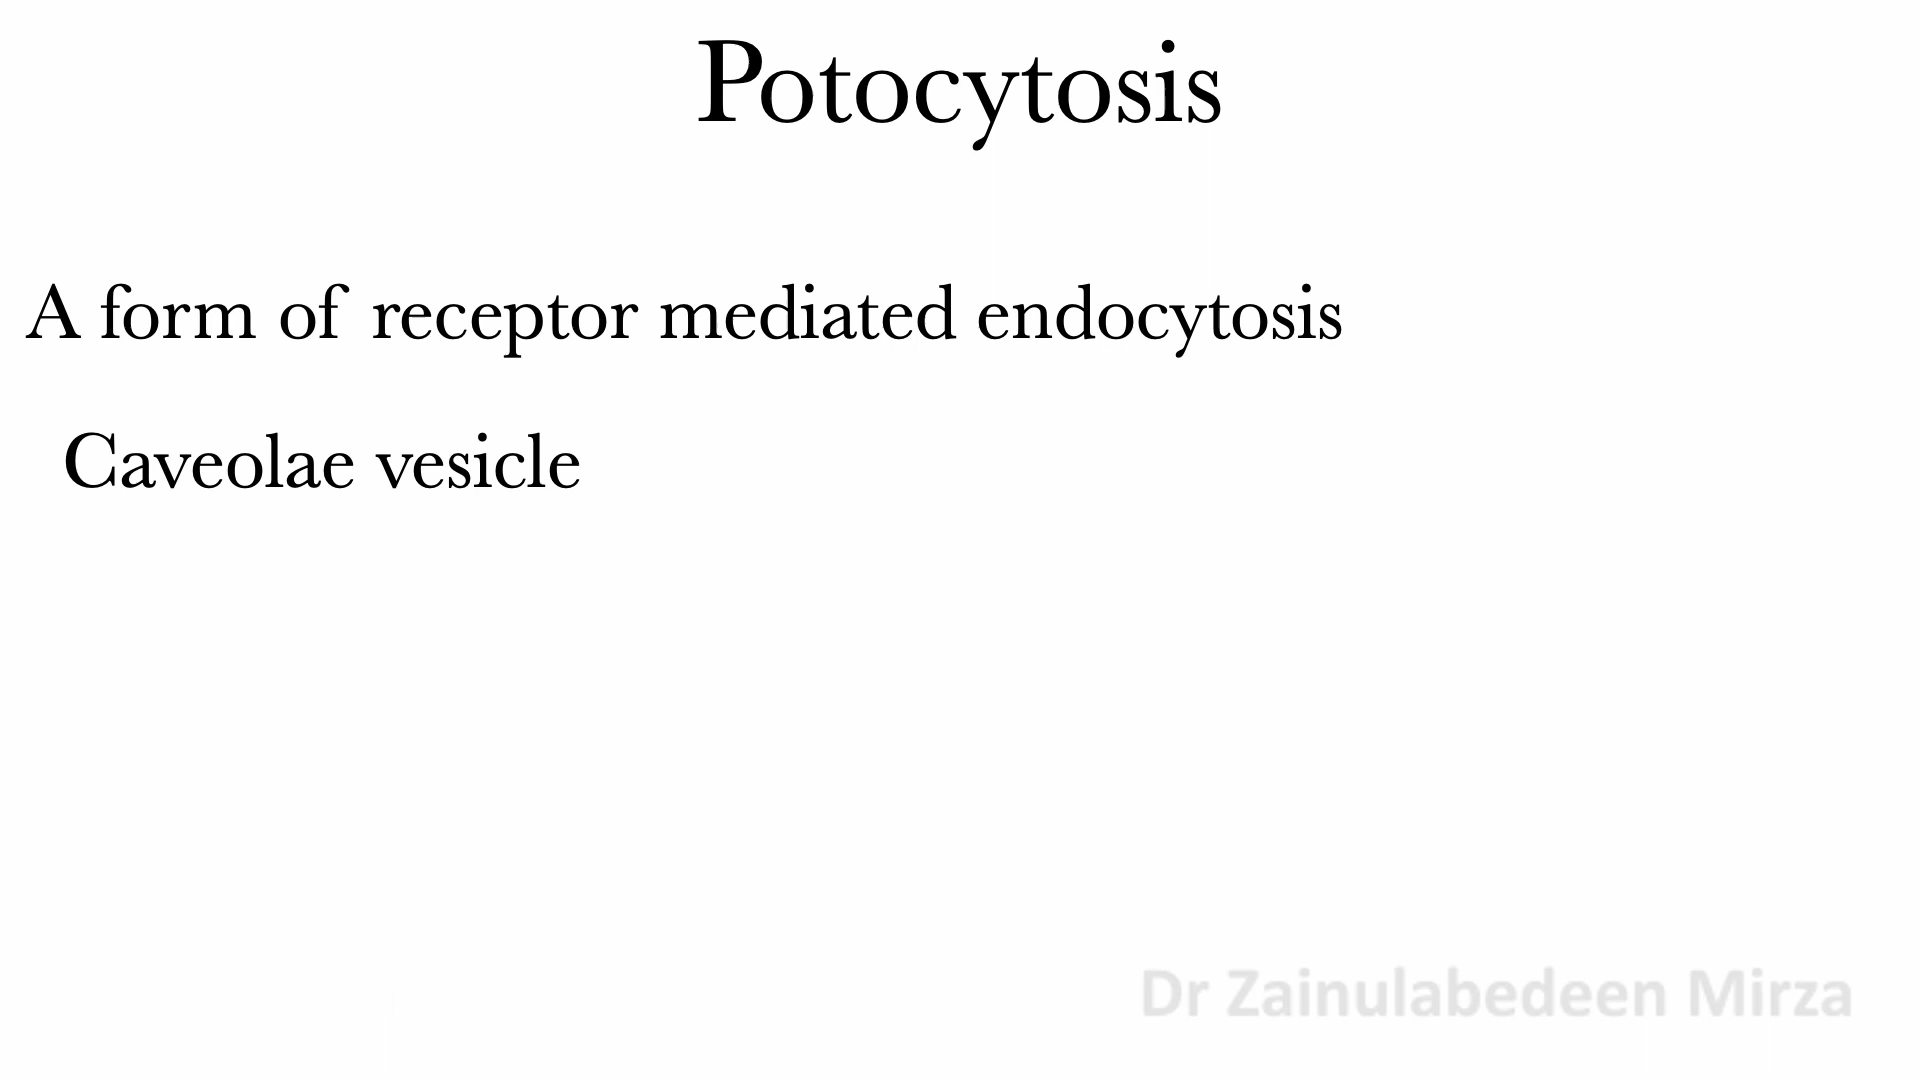 Potocytosis
A form of receptor mediated endocytosis
Caveolae vesicle
Dr Zainulabedeen Mirza